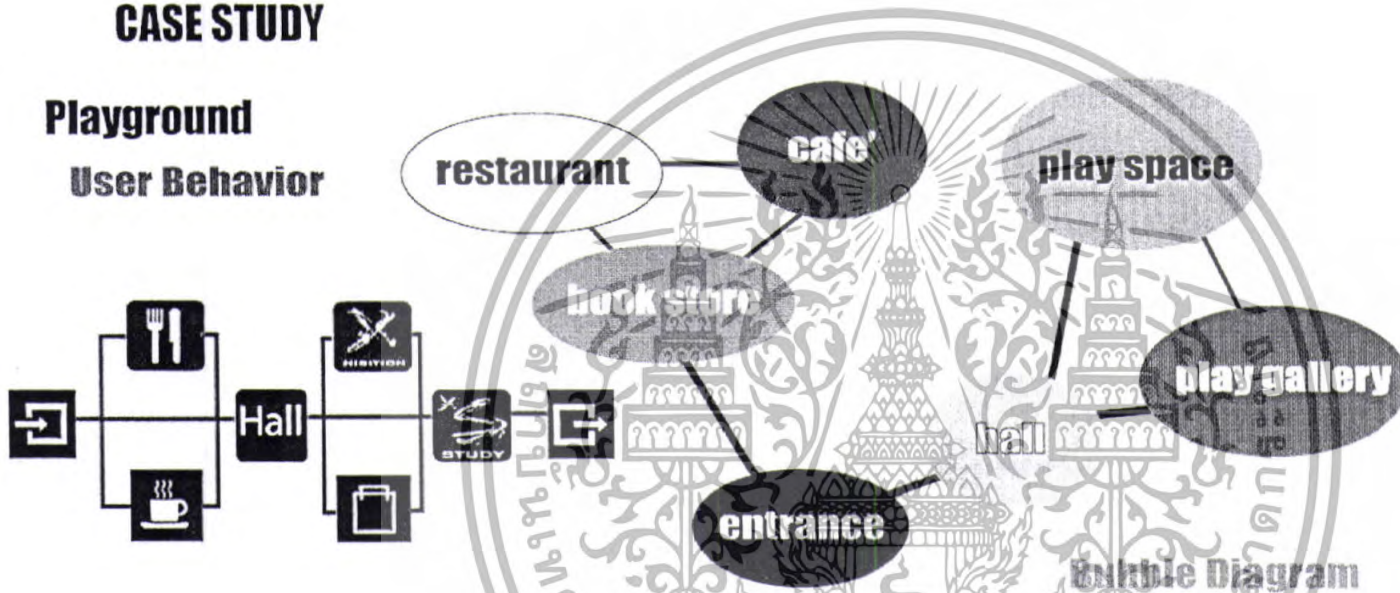 CASE STUDY
Playground
User Behavior
restaurant
cafe'
play space
book store
play gallery
HIBITION
Hall
STUDY
hall
entrance
Bubble Diagram